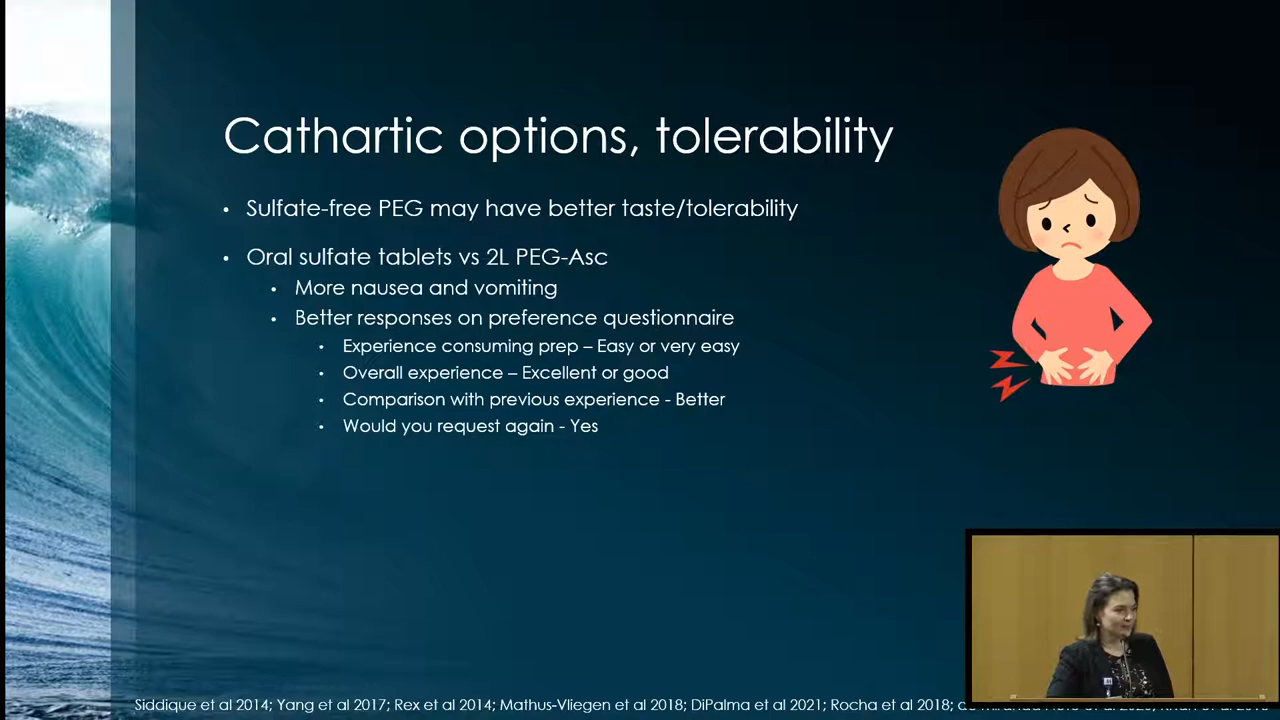 Cathartic options, tolerability
• Sulfate-free PEG may have better taste/tolerability
• Oral sulfate tablets vs 2L PEG-Asc
• More nausea and vomiting
• Better responses on preference questionnaire
• Experience consuming prep – Easy or very easy
• Overall experience – Excellent or good
• Comparison with previous experience - Better
• Would you request again - Yes
Siddique et al 2014; Yang et al 2017; Rex et al 2014; Mathus-Vliegen et al 2018; DiPalma et al 2021; Rocha et al 2018;